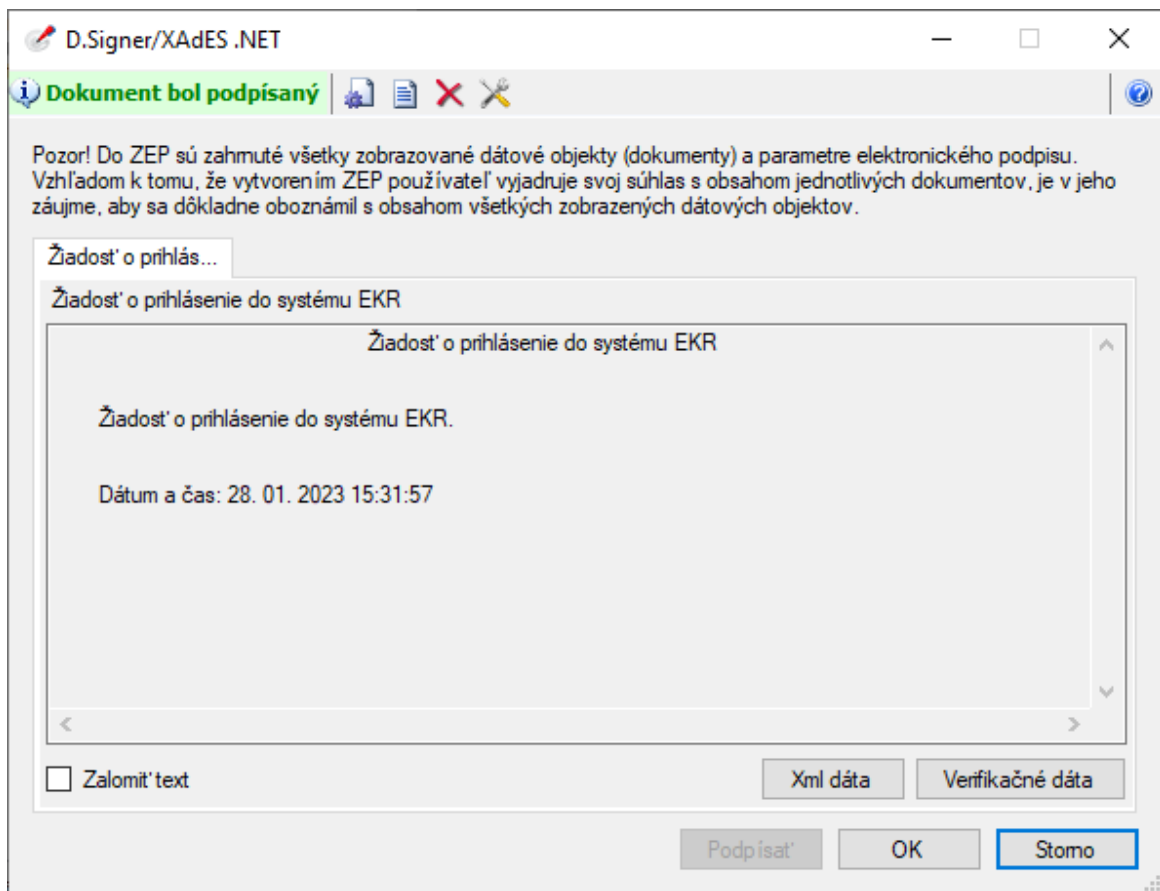 D.Signer/XAdES .NET
Dokument bol podpísaný
Pozor! Do ZEP sú zahrnuté všetky zobrazované dátové objekty (dokumenty) a parametre elektronického podpisu.
Vzhľadom k tomu, že vytvorením ZEP používateľ vyjadruje svoj súhlas s obsahom jednotlivých dokumentov, je v jeho
záujme, aby sa dôkladne oboznámil s obsahom všetkých zobrazených dátových objektov.
Žiadosť o prihlás...
Žiadosť o prihlásenie do systému EKR
Žiadosť o prihlásenie do systému EKR
Žiadosť o prihlásenie do systému EKR.
Dátum a čas: 28. 01. 2023 15:31:57
Zalomiť text
Xml dáta
Verifikačné dáta
Podpísať
OK
Storno